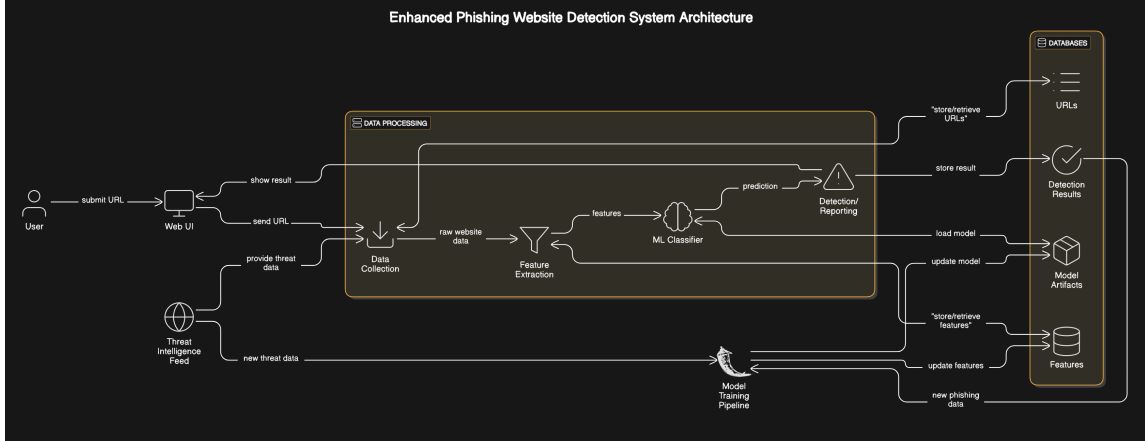 Enhanced Phishing Website Detection System Architecture
DATABASES
URLs
"store/retrieve
URLs"
DATA PROCESSING
show result
prediction
Detection/
Reporting
store result
Detection
Results
User
submit URL
Web UI
send URL
features
ML Classifier
raw website
data
Data
Collection
Feature
Extraction
load model
provide threat
data
update model
Model
Artifacts
Threat
Intelligence
Feed
"store/retrieve
features"
new threat data
update features
Features
Model
Training
Pipeline
new phishing
data